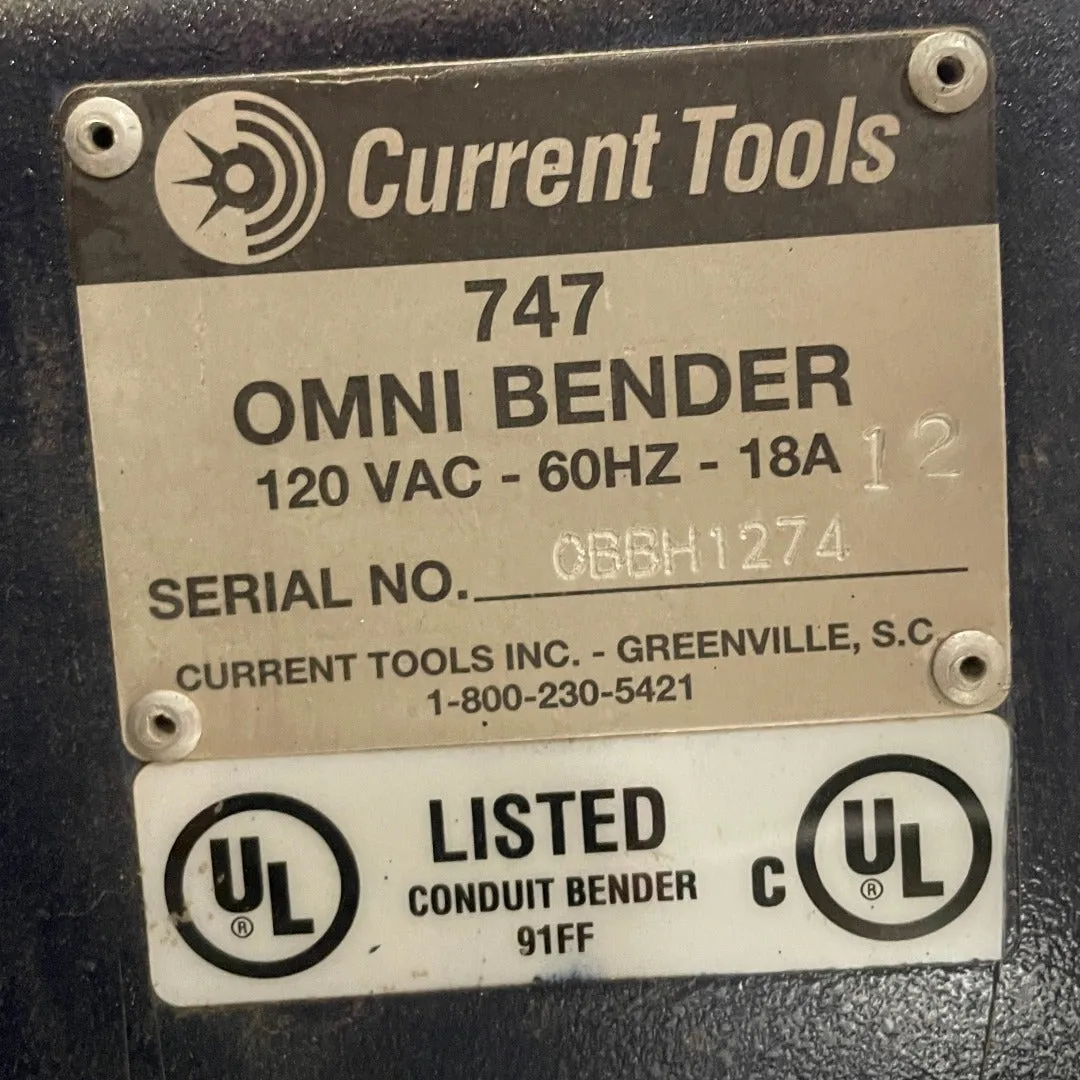 Current Tools
747
OMNI BENDER
120 VAC - 60HZ - 18A 12
SERIAL NO. OBBH1274
CURRENT TOOLS INC. - GREENVILLE, S.C.
1-800-230-5421
UL® LISTED C UL®
CONDUIT BENDER
91FF